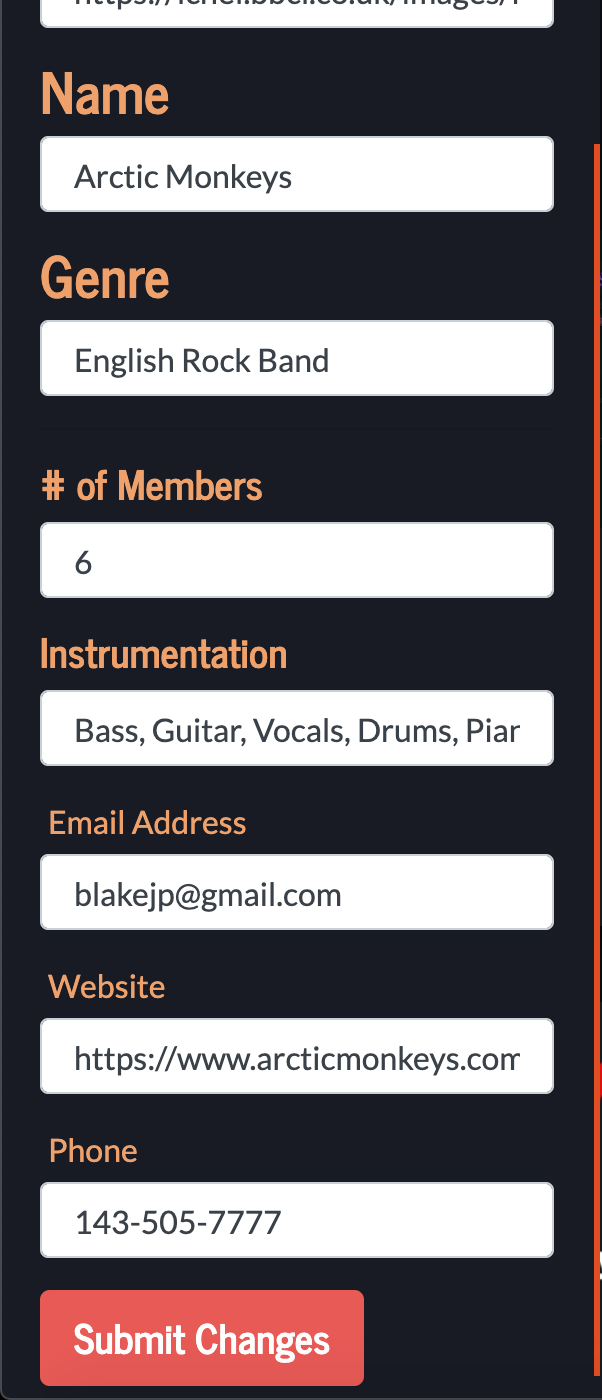 Name
Arctic Monkeys
Genre
English Rock Band
# of Members
6
Instrumentation
Bass, Guitar, Vocals, Drums, Piar
Email Address
blakejp@gmail.com
Website
https://www.arcticmonkeys.com
Phone
143-505-7777
Submit Changes